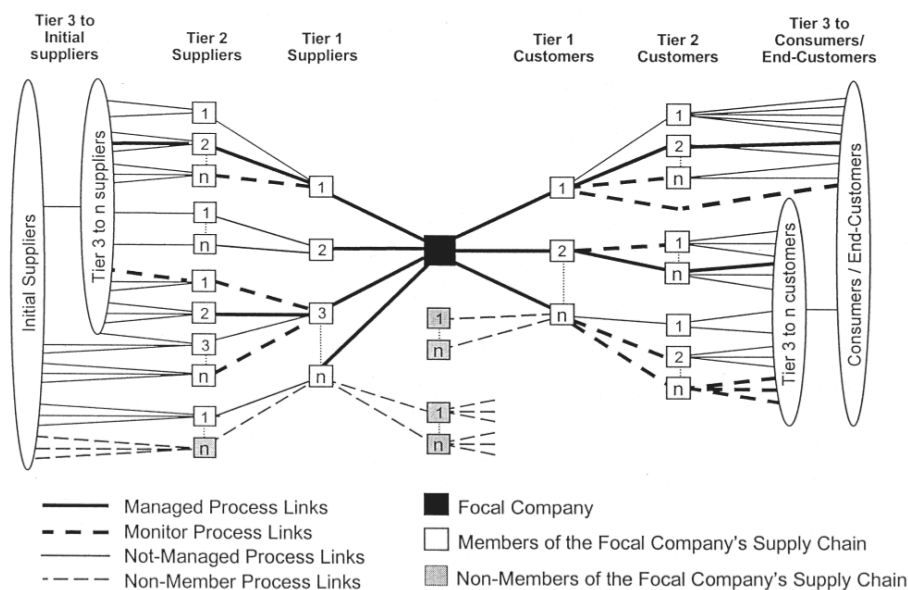 Tier 3 to
Initial
suppliers
Tier 2
Suppliers
Tier 1
Suppliers
Tier 1
Customers
Tier 2
Customers
Tier 3 to
Consumers/
End-Customers
Initial Suppliers
Tier 3 to n suppliers
1
2
n
1
n
1
2
3
n
1
n
1
2
3
n
1
n
1
n
1
2
n
1
2
n
1
n
1
2
n
Tier 3 to n customers
Consumers / End-Customers
Managed Process Links
Monitor Process Links
Not-Managed Process Links
Non-Member Process Links
Focal Company
Members of the Focal Company's Supply Chain
Non-Members of the Focal Company's Supply Chain